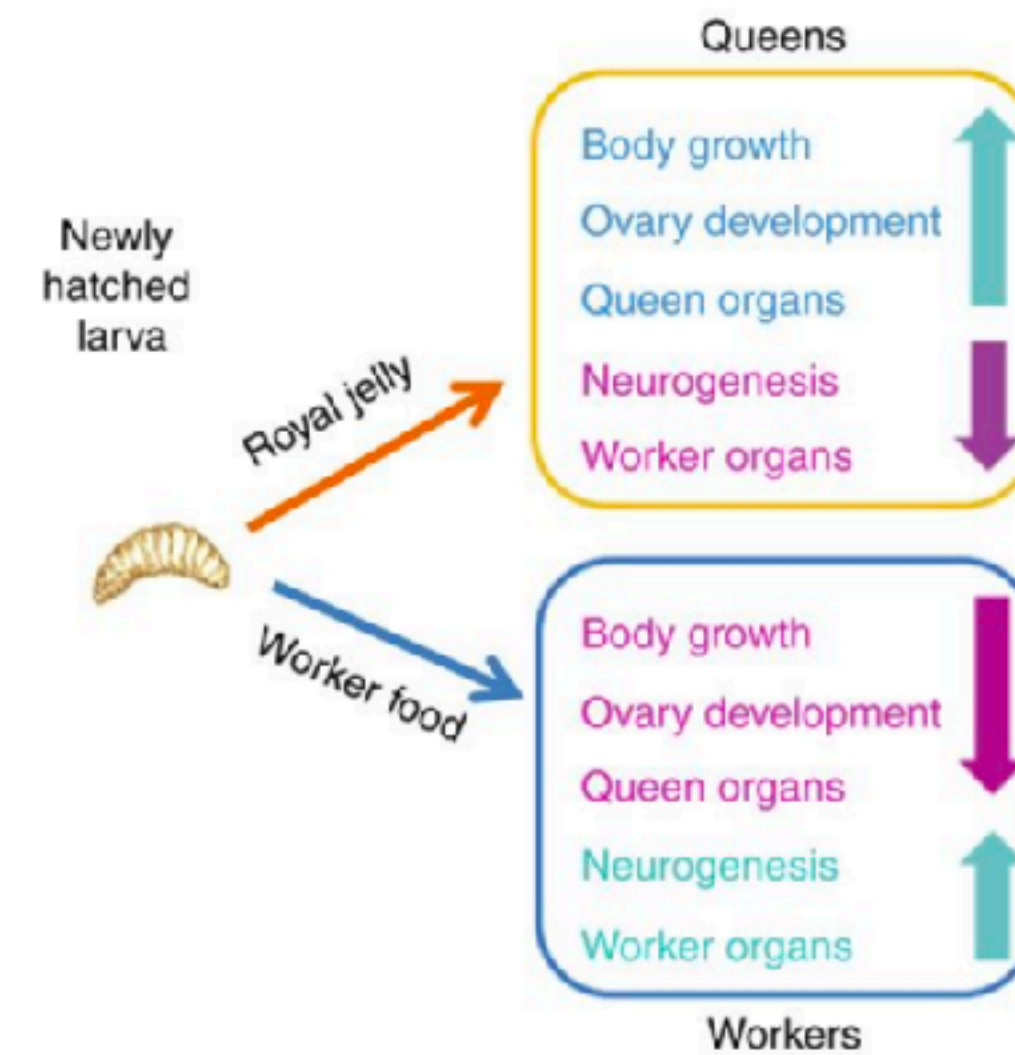 Queens
Body growth
Ovary development
Queen organs
Neurogenesis
Worker organs
Newly
hatched
larva
Royal jelly
Worker food
Body growth
Ovary development
Queen organs
Neurogenesis
Worker organs
Workers